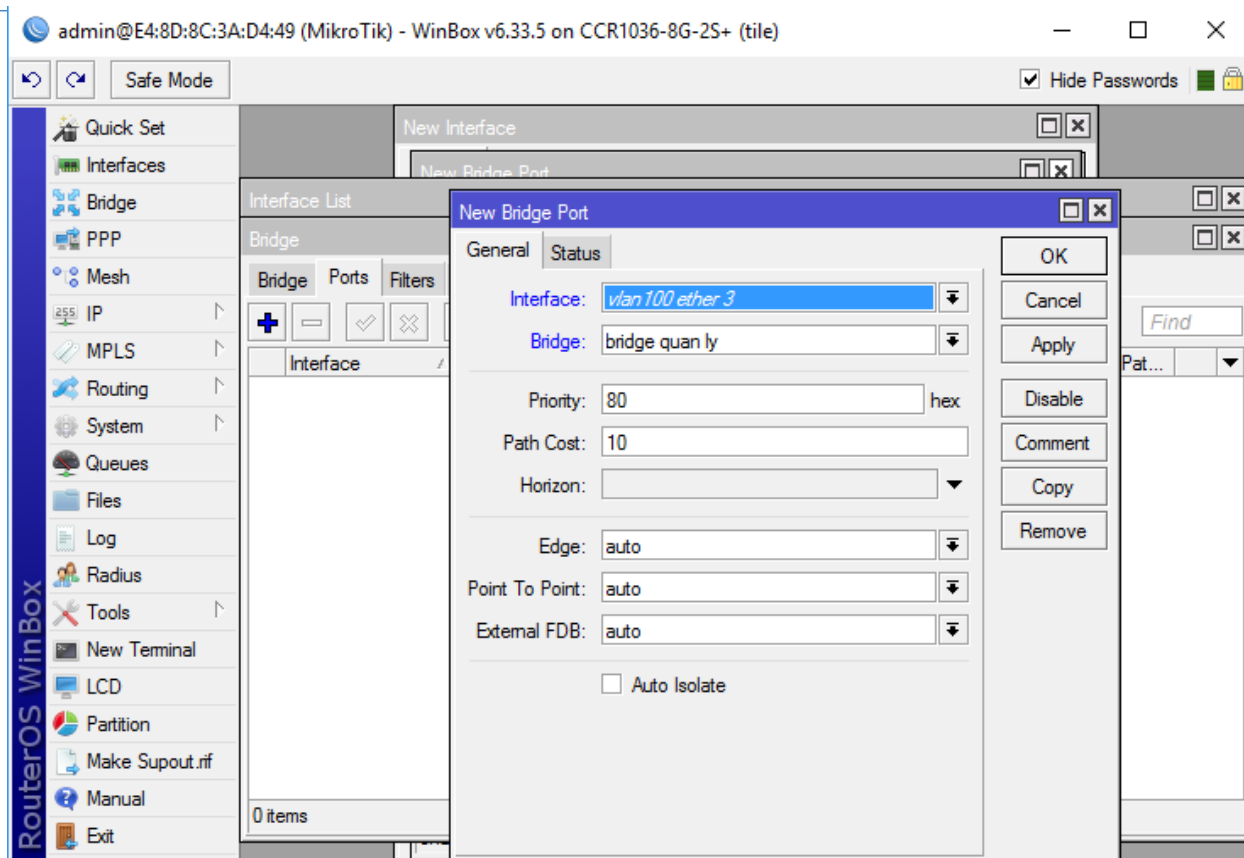 admin@E4:8D:8C:3A:D4:49 (MikroTik) - WinBox v6.33.5 on CCR1036-8G-2S+ (tile)
Safe Mode
Hide Passwords
RouterOS WinBox
Quick Set
Interfaces
Bridge
PPP
Mesh
255 IP
MPLS
Routing
System
Queues
Files
Log
Radius
Tools
New Terminal
LCD
Partition
Make Supout.rif
Manual
Exit
New Interface
New Bridge Port
Interface List
Bridge
Bridge Ports Filters
Find
Interface
Pat...
0 items
New Bridge Port
General Status
Interface: vlan100 ether 3
Bridge: bridge quan ly
Priority: 80 hex
Path Cost: 10
Horizon:
Edge: auto
Point To Point: auto
External FDB: auto
Auto Isolate
OK
Cancel
Apply
Disable
Comment
Copy
Remove